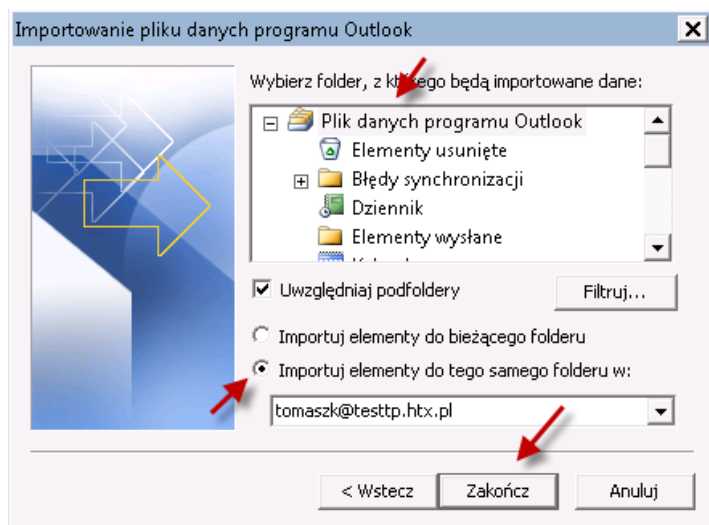 Importowanie pliku danych programu Outlook
Wybierz folder, z którego będą importowane dane:
Plik danych programu Outlook
Elementy usunięte
Błędy synchronizacji
Dziennik
Elementy wysłane
Uwzględniaj podfoldery
Filtruj...
Importuj elementy do bieżącego folderu
Importuj elementy do tego samego folderu w:
tomaszk@testtp.htx.pl
< Wstecz
Zakończ
Anuluj